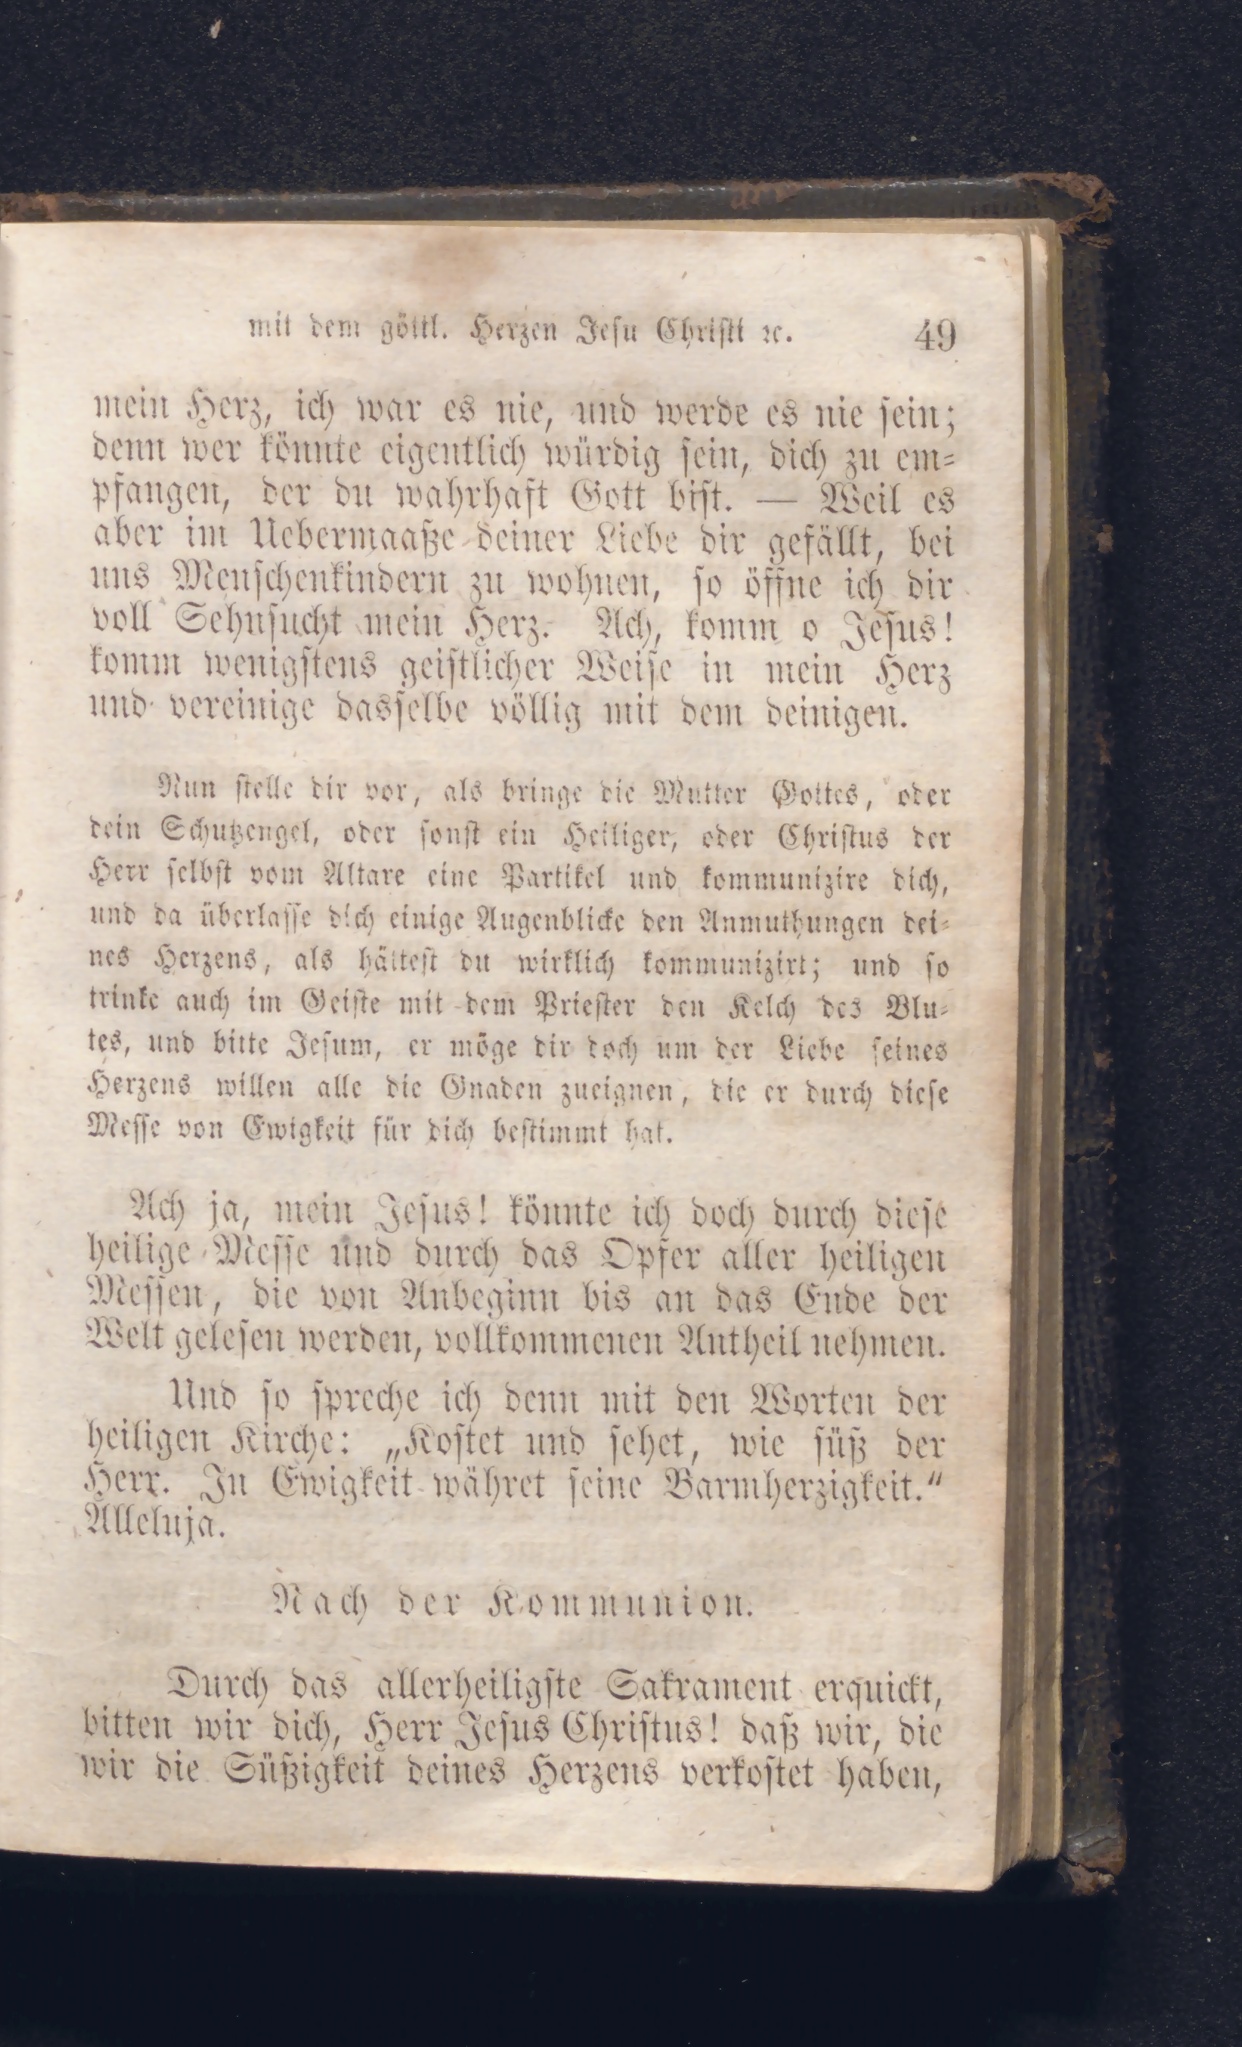 mit dem göttl. Herzen Jesu Christi ꝛc. 49
mein Herz, ich war es nie, und werde es nie sein;
denn wer könnte eigentlich würdig sein, dich zu em-
pfangen, der du wahrhaft Gott bist. — Weil es
aber im Uebermaaße deiner Liebe dir gefällt, bei
uns Menschenkindern zu wohnen, so öffne ich dir
voll Sehnsucht mein Herz. Ach, komm o Jesus!
komm wenigstens geistlicher Weise in mein Herz
und vereinige dasselbe völlig mit dem deinigen.
Nun stelle dir vor, als bringe die Mutter Gottes, oder
dein Schutzengel, oder sonst ein Heiliger, oder Christus der
Herr selbst vom Altare eine Partikel und kommunizire dich,
und da überlasse dich einige Augenblicke den Anmuthungen dei-
nes Herzens, als hättest du wirklich kommunizirt; und so
trinke auch im Geiste mit dem Priester den Kelch des Blu-
tes, und bitte Jesum, er möge dir doch um der Liebe seines
Herzens willen alle die Gnaden zueignen, die er durch diese
Messe von Ewigkeit für dich bestimmt hat.
Ach ja, mein Jesus! könnte ich doch durch diese
heilige Messe und durch das Opfer aller heiligen
Messen, die von Anbeginn bis an das Ende der
Welt gelesen werden, vollkommenen Antheil nehmen.
Und so spreche ich denn mit den Worten der
heiligen Kirche: „Kostet und sehet, wie süß der
Herr. In Ewigkeit währet seine Barmherzigkeit.“
Alleluja.
Nach der Kommunion.
Durch das allerheiligste Sakrament erquickt,
bitten wir dich, Herr Jesus Christus! daß wir, die
wir die Süßigkeit deines Herzens verkostet haben,